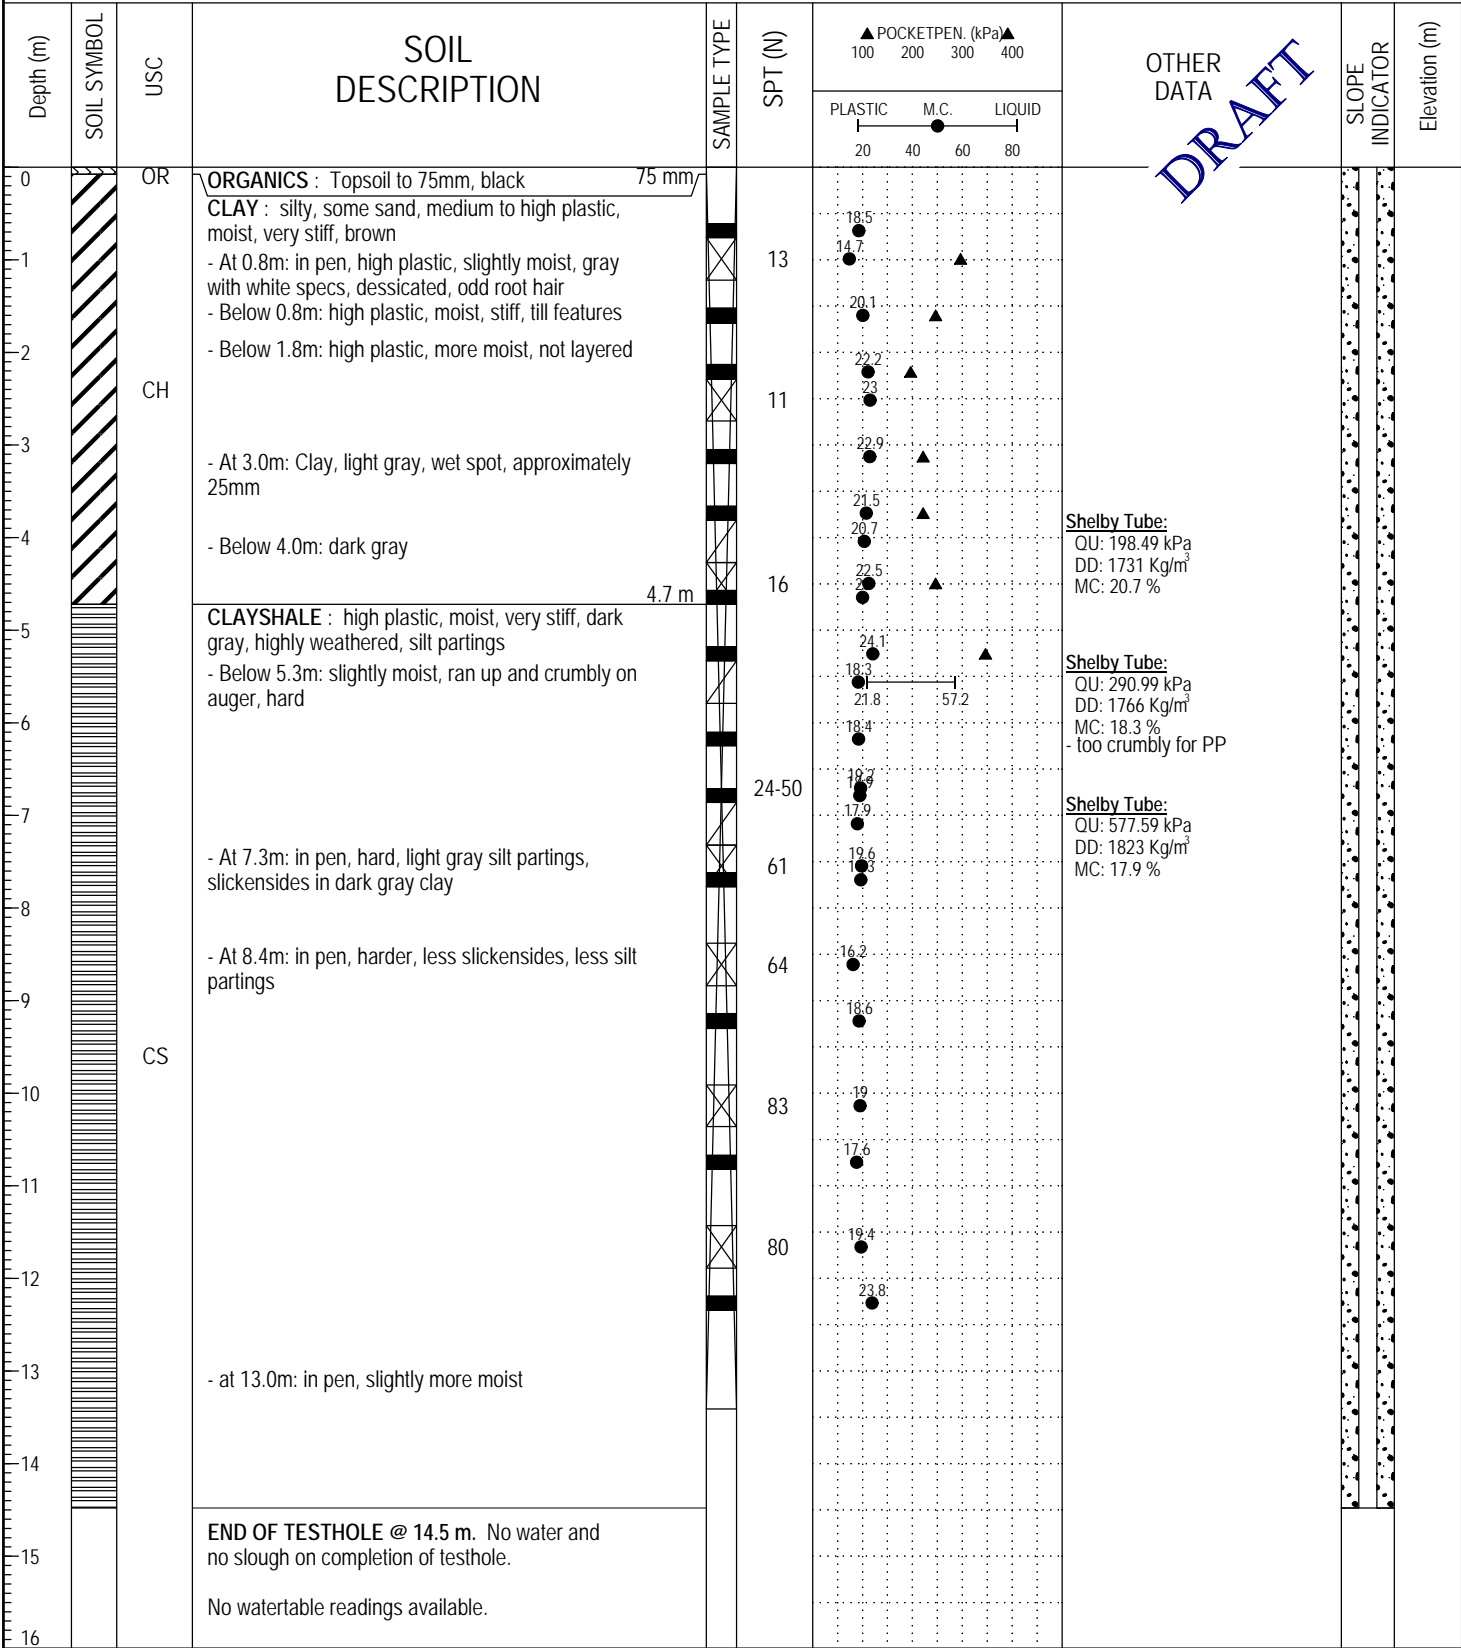 Depth (m)
SOIL SYMBOL
USC
SOIL
DESCRIPTION
SAMPLE TYPE
SPT (N)
▲ POCKETPEN. (kPa) ▲
100 200 300 400
PLASTIC M.C. LIQUID
20 40 60 80
OTHER
DATA
DRAFT
SLOPE
INDICATOR
Elevation (m)
0
OR
ORGANICS : Topsoil to 75mm, black 75 mm
CLAY : silty, some sand, medium to high plastic,
moist, very stiff, brown
18.5
14.7
1
- At 0.8m: in pen, high plastic, slightly moist, gray
with white specs, dessicated, odd root hair
13
- Below 0.8m: high plastic, moist, stiff, till features
20.1
2
- Below 1.8m: high plastic, more moist, not layered
22.2
CH
23
11
3
22.9
- At 3.0m: Clay, light gray, wet spot, approximately
25mm
21.5
20.7
4
- Below 4.0m: dark gray
Shelby Tube:
QU: 198.49 kPa
DD: 1731 Kg/m³
MC: 20.7 %
22.5
16
4.7 m
5
CLAYSHALE : high plastic, moist, very stiff, dark
gray, highly weathered, silt partings
24.1
- Below 5.3m: slightly moist, ran up and crumbly on
auger, hard
18.3
21.8 57.2
Shelby Tube:
QU: 290.99 kPa
DD: 1766 Kg/m³
MC: 18.3 %
- too crumbly for PP
6
18.4
19.2
24-50
7
17.9
Shelby Tube:
QU: 577.59 kPa
DD: 1823 Kg/m³
MC: 17.9 %
- At 7.3m: in pen, hard, light gray silt partings,
slickensides in dark gray clay
19.6
61
8
- At 8.4m: in pen, harder, less slickensides, less silt
partings
16.2
64
9
18.6
CS
10
19
83
17.6
11
19.4
80
12
23.8
13
- at 13.0m: in pen, slightly more moist
14
END OF TESTHOLE @ 14.5 m. No water and
no slough on completion of testhole.
15
No watertable readings available.
16